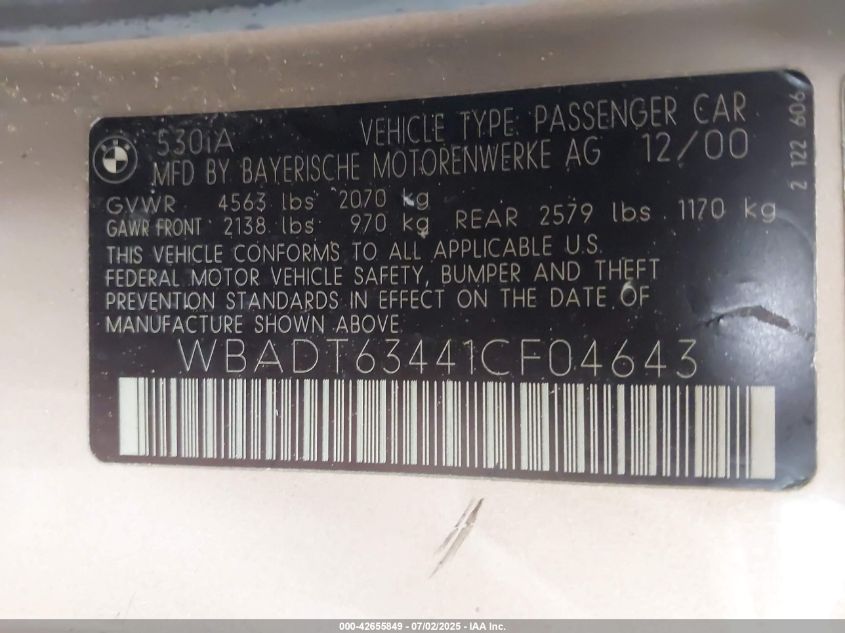 530iA VEHICLE TYPE PASSENGER CAR
MFD BY BAYERISCHE MOTORENWERKE AG 12/00
GVWR 4563 lbs 2070 kg
GAWR FRONT 2138 lbs 970 kg REAR 2579 lbs 1170 kg
THIS VEHICLE CONFORMS TO ALL APPLICABLE U.S.
FEDERAL MOTOR VEHICLE SAFETY, BUMPER AND THEFT
PREVENTION STANDARDS IN EFFECT ON THE DATE OF
MANUFACTURE SHOWN ABOVE.
WBADT63441CF04643
2 122 606
000-42655849 - 07/02/2025 - IAA Inc.